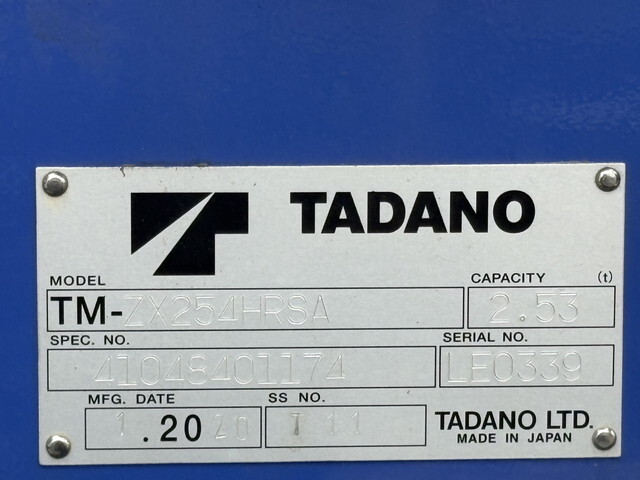 TADANO
MODEL
TM-ZX254HRSA
CAPACITY (t)
2.53
SPEC. NO.
41048401174
SERIAL NO.
LE0339
MFG. DATE
1.2020
SS NO.
111
TADANO LTD.
MADE IN JAPAN